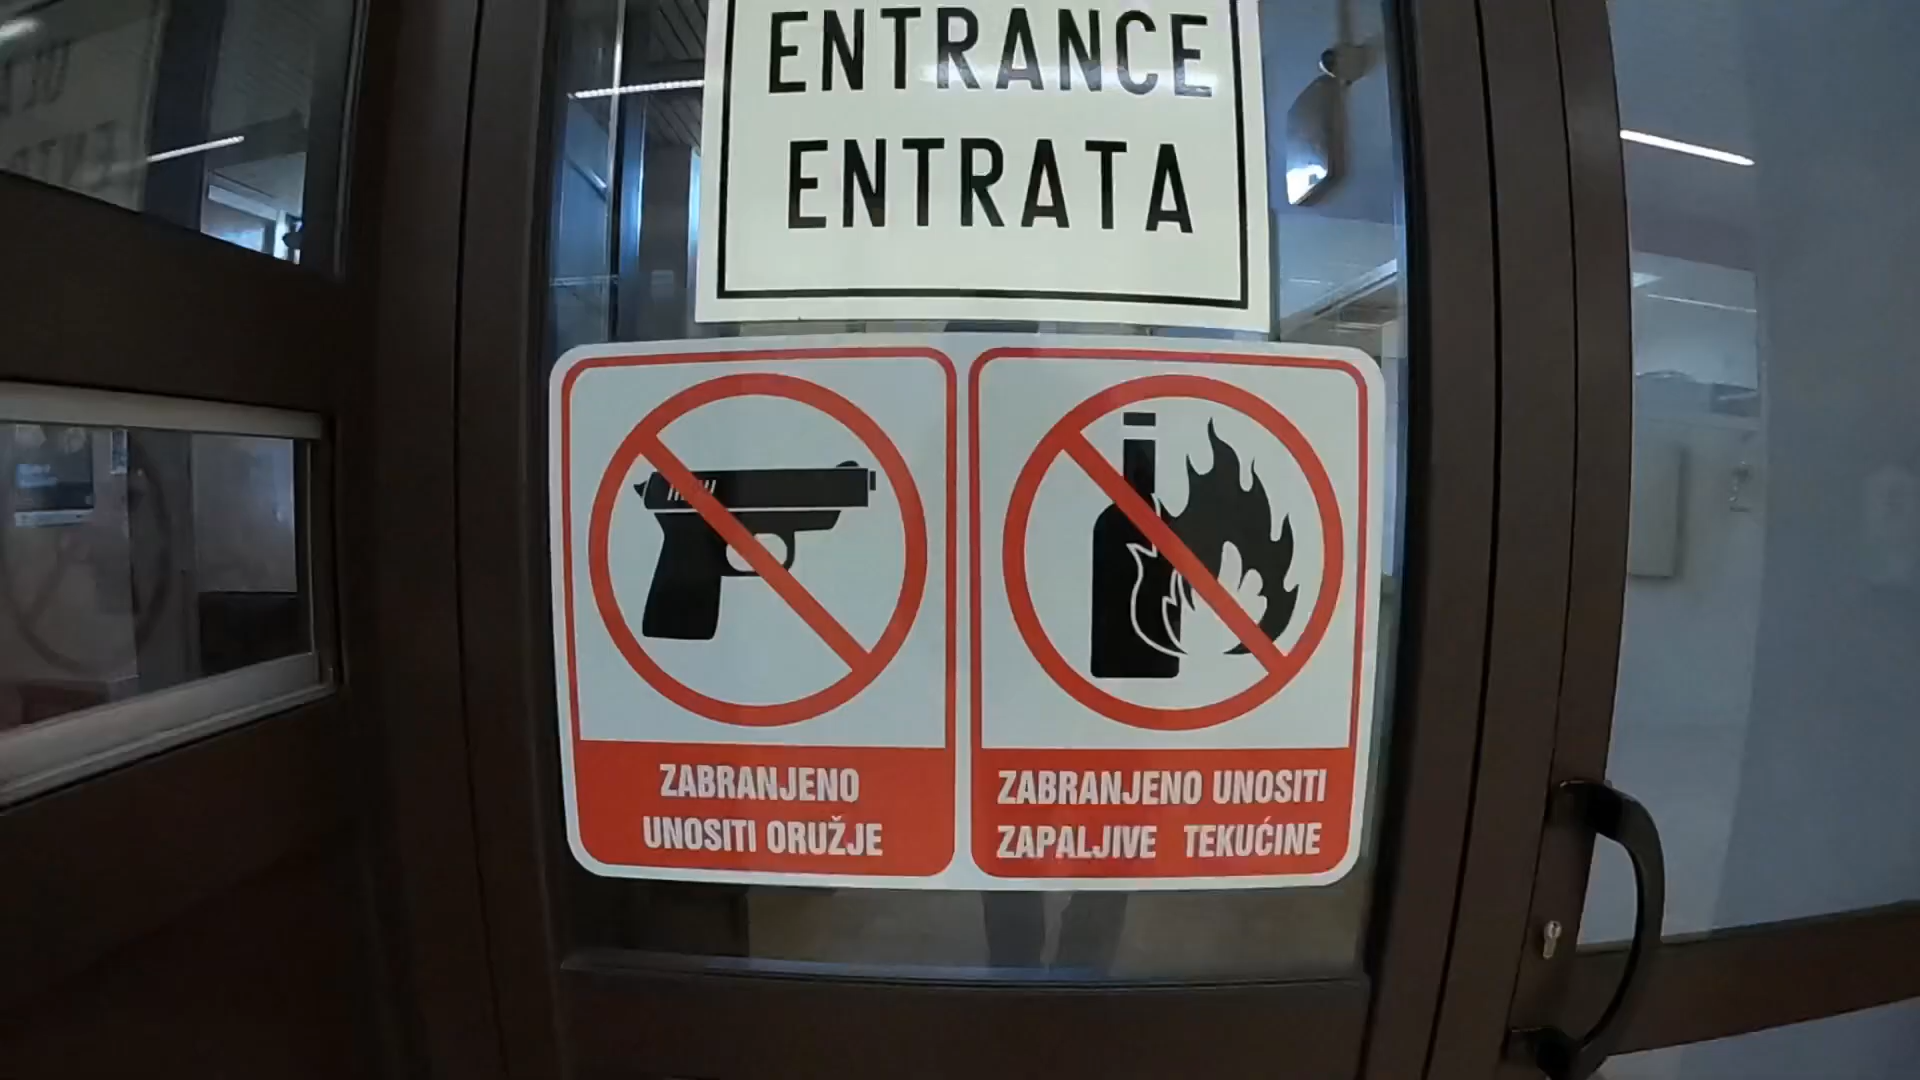 ENTRANCE
ENTRATA
ZABRANJENO
UNOSITI ORUŽJE
ZABRANJENO UNOSITI
ZAPALJIVE TEKUĆINE